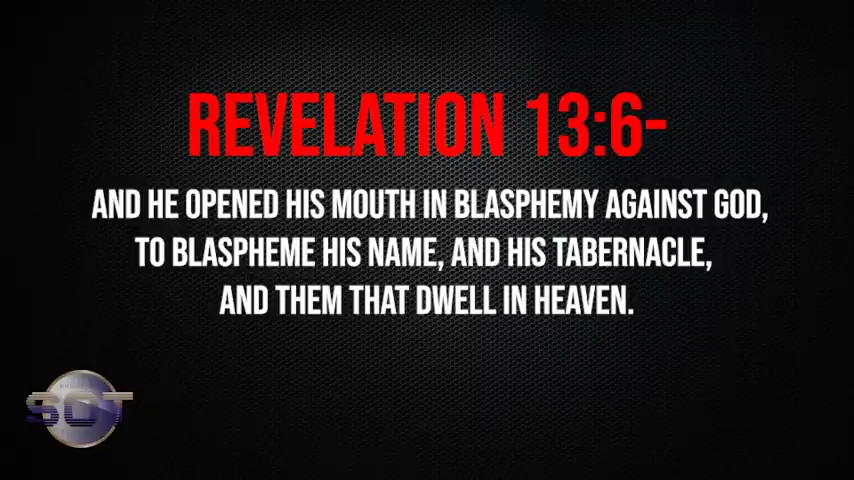 REVELATION 13:6-
AND HE OPENED HIS MOUTH IN BLASPHEMY AGAINST GOD,
TO BLASPHEME HIS NAME, AND HIS TABERNACLE,
AND THEM THAT DWELL IN HEAVEN.
SCT